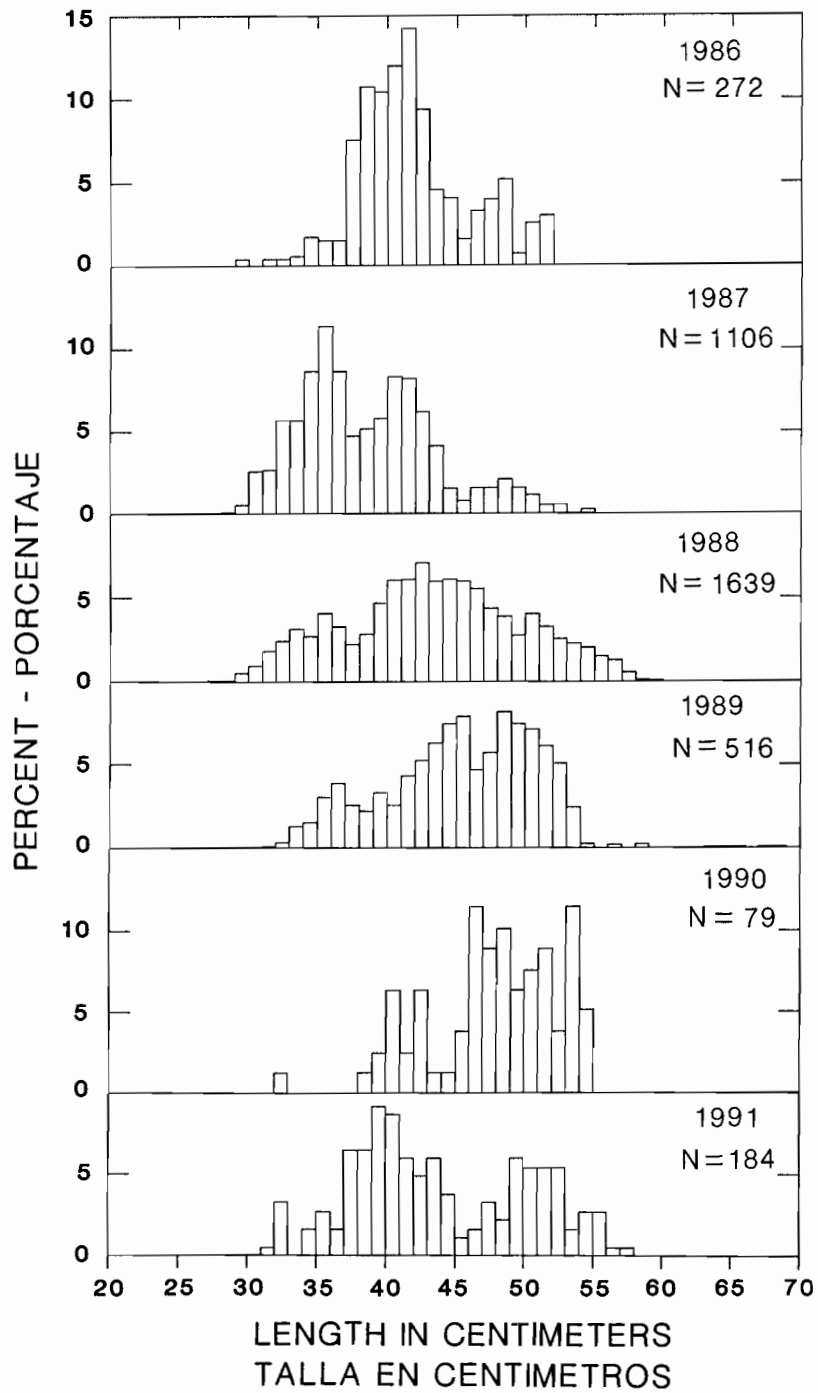 PERCENT - PORCENTAJE
15
10
5
0
1986
N= 272
10
5
0
1987
N= 1106
5
0
1988
N= 1639
5
0
1989
N= 516
10
5
0
1990
N= 79
5
0
1991
N=184
20 25 30 35 40 45 50 55 60 65 70
LENGTH IN CENTIMETERS
TALLA EN CENTIMETROS